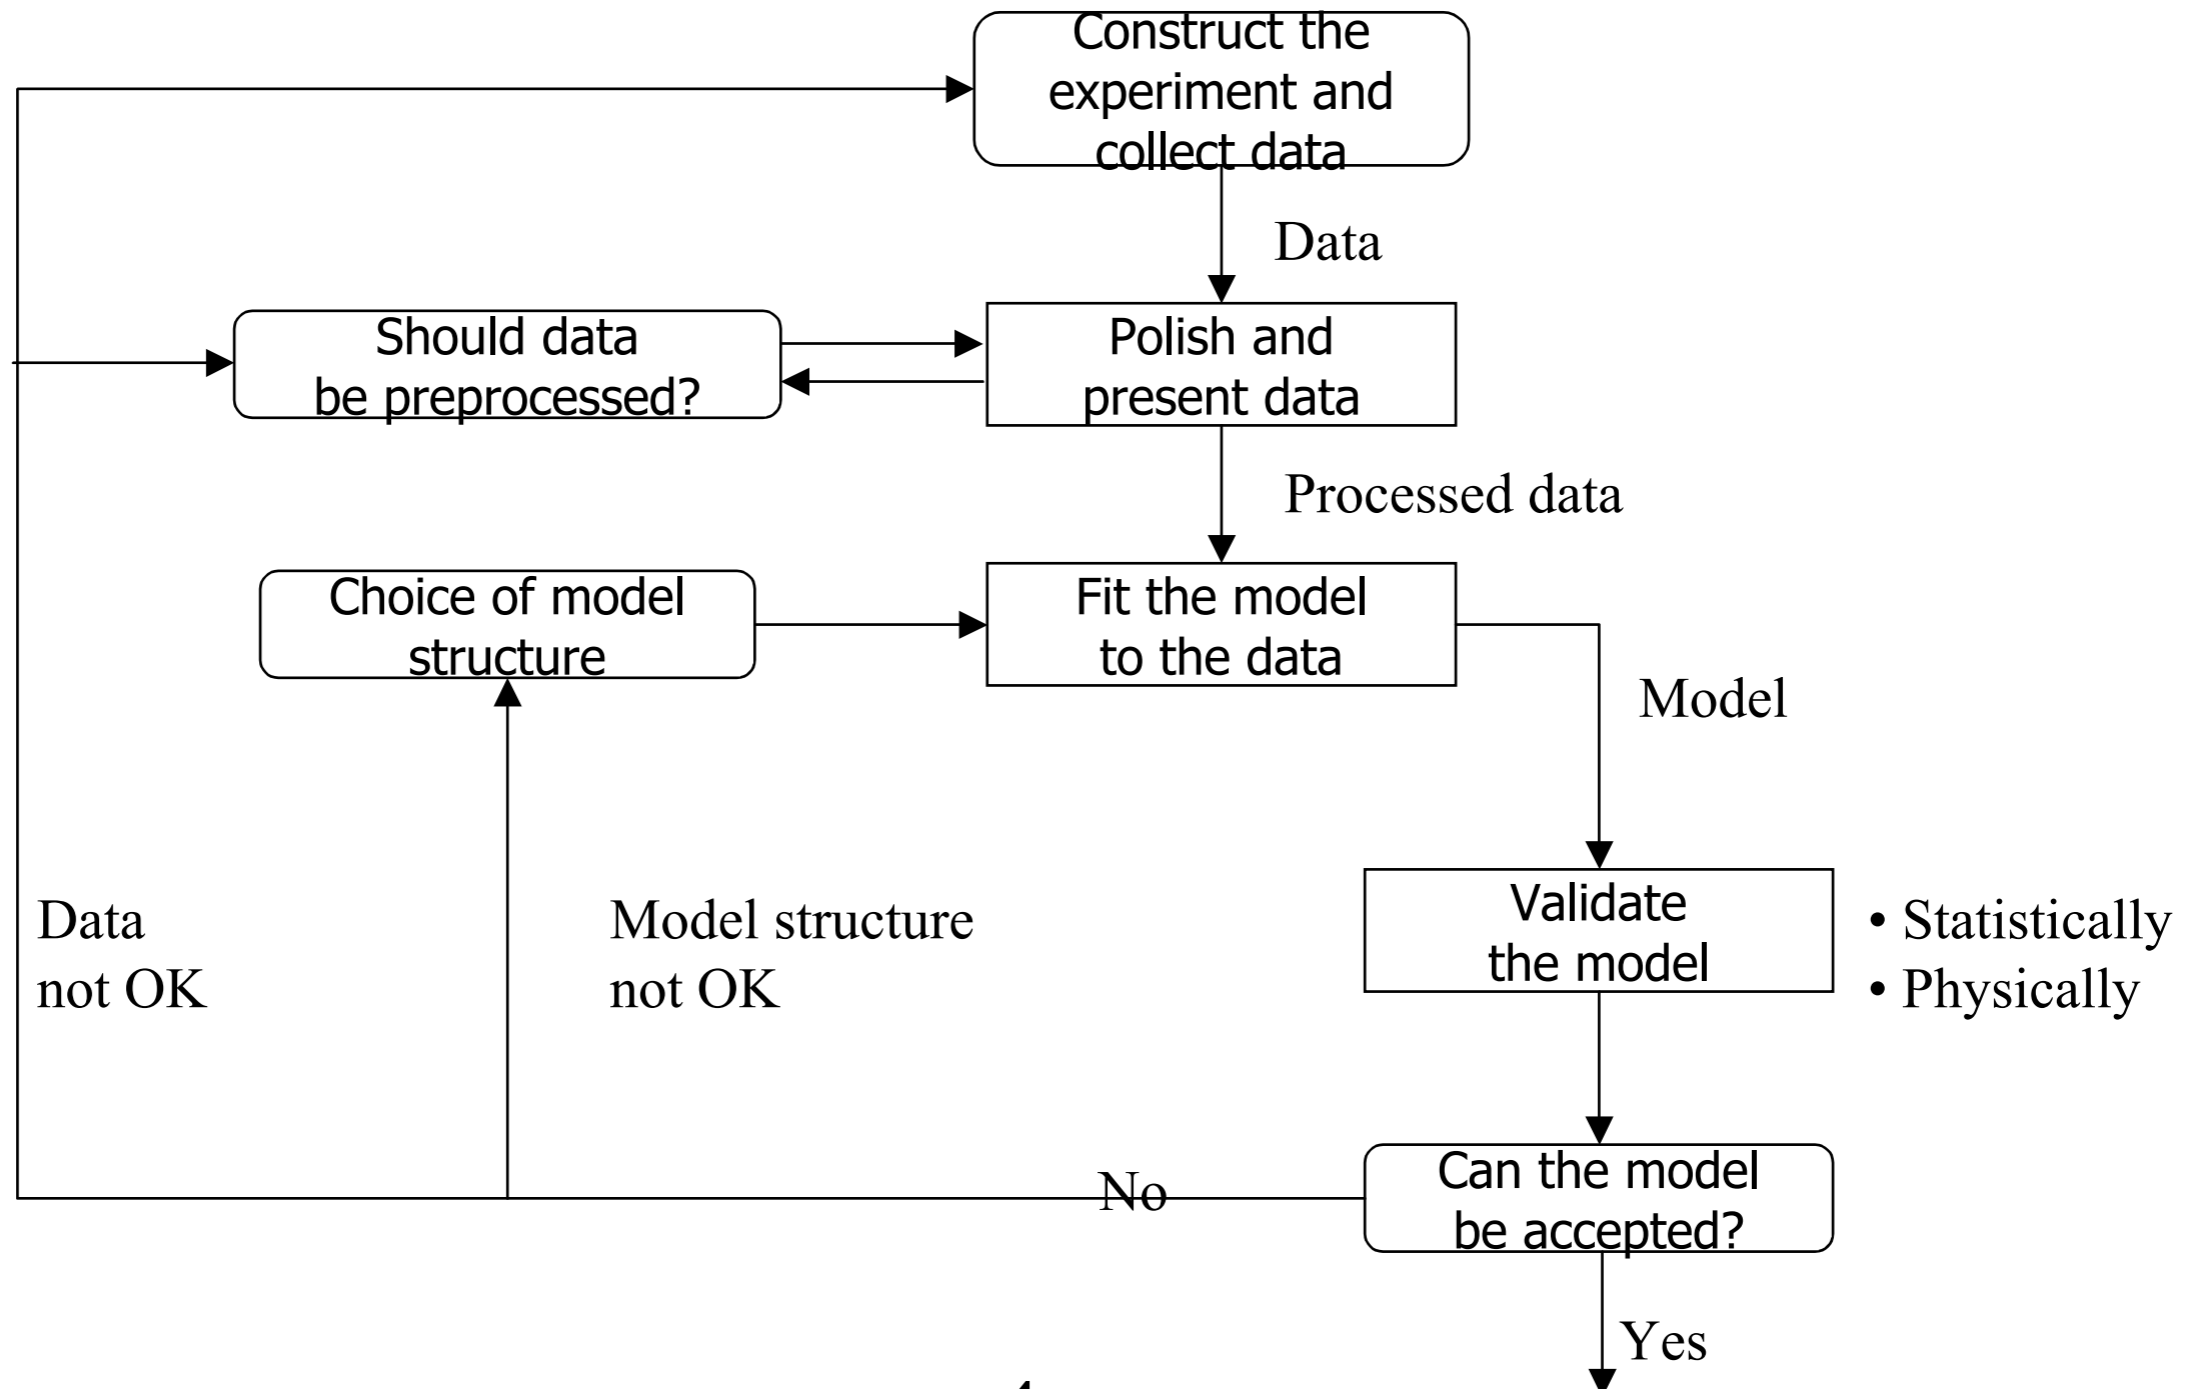 Construct the
experiment and
collect data
Data
Should data
be preprocessed?
Polish and
present data
Processed data
Choice of model
structure
Fit the model
to the data
Model
Data
not OK
Model structure
not OK
Validate
the model
• Statistically
• Physically
No
Can the model
be accepted?
Yes